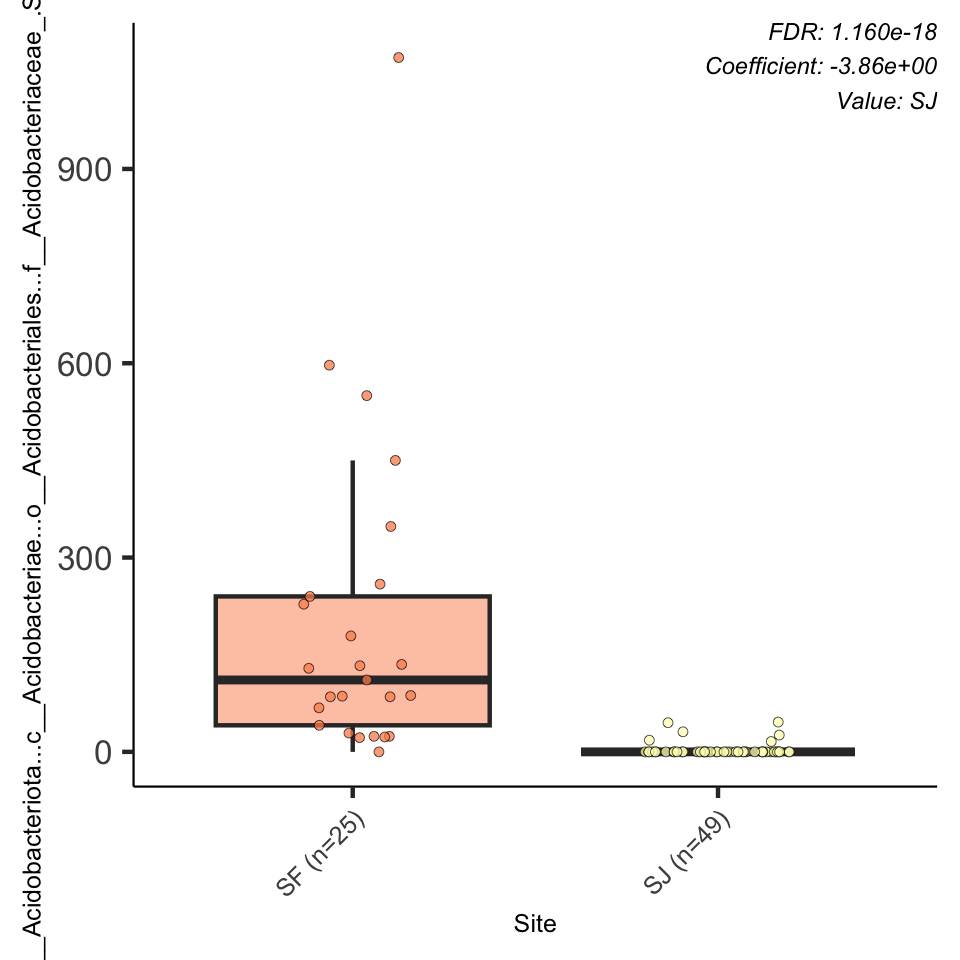 FDR: 1.160e-18
Coefficient: -3.86e+00
Value: SJ
__Acidobacteriota...c__Acidobacteriae...o__Acidobacteriales...f__Acidobacteriaceae_.S
900
600
300
0
SF (n=25)
SJ (n=49)
Site